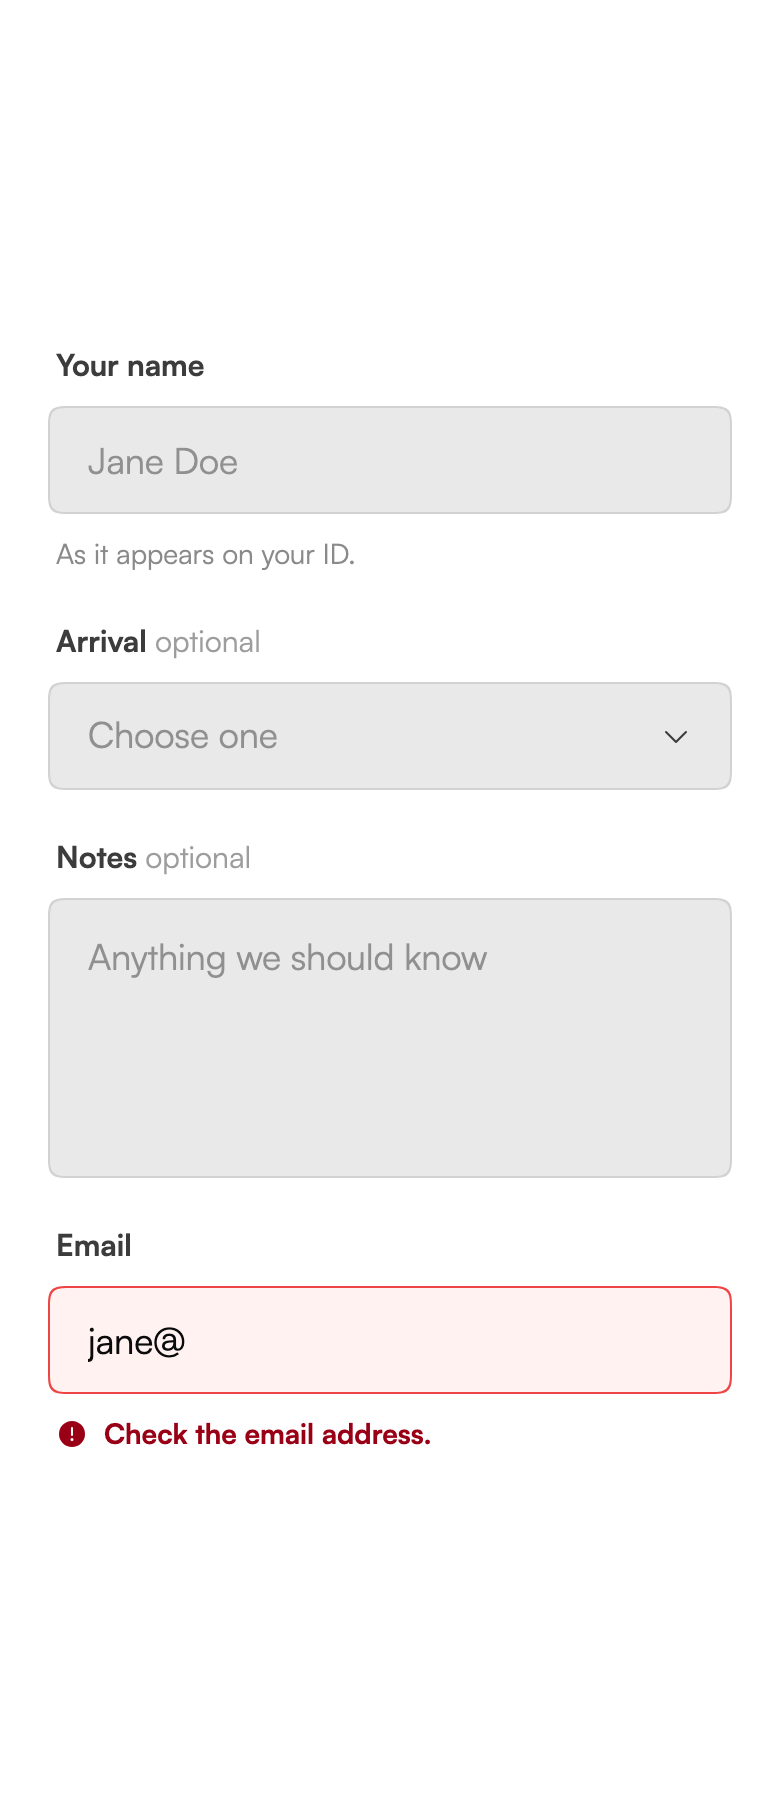 Your name
Jane Doe
As it appears on your ID.
Arrival optional
Choose one
Notes optional
Anything we should know
Email
jane@
Check the email address.